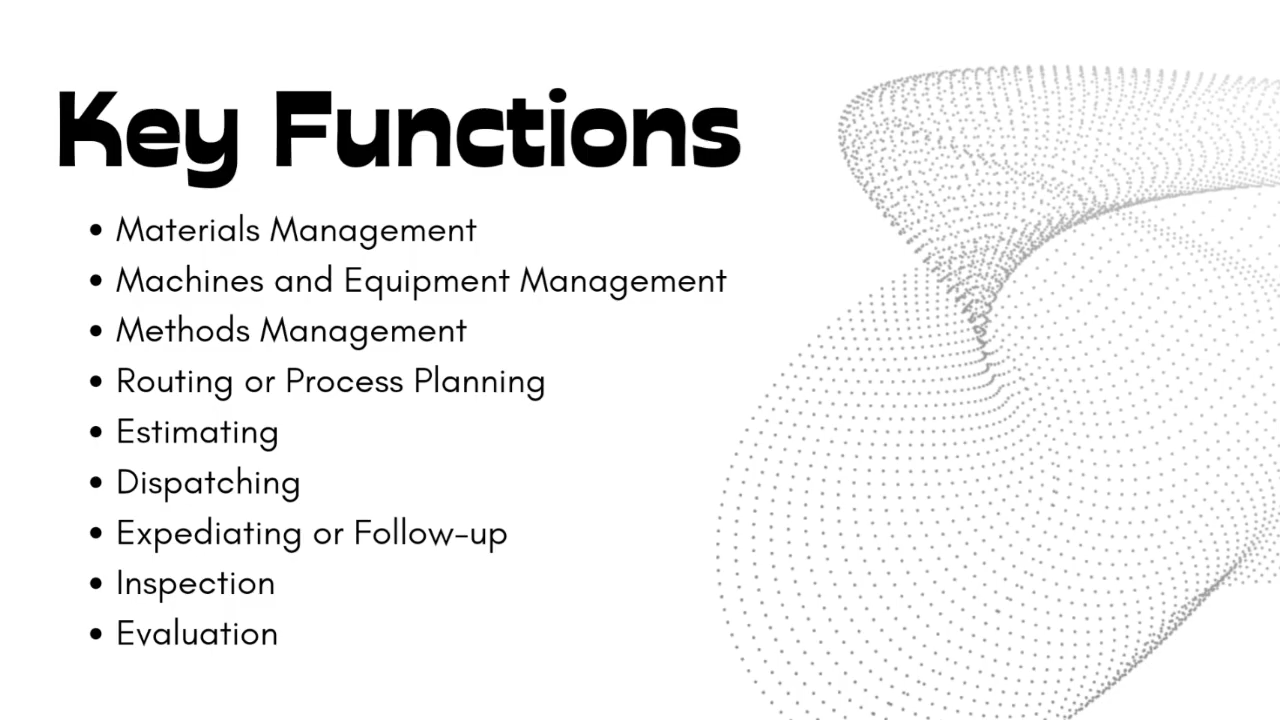 Key Functions
• Materials Management
• Machines and Equipment Management
• Methods Management
• Routing or Process Planning
• Estimating
• Dispatching
• Expediating or Follow-up
• Inspection
• Evaluation